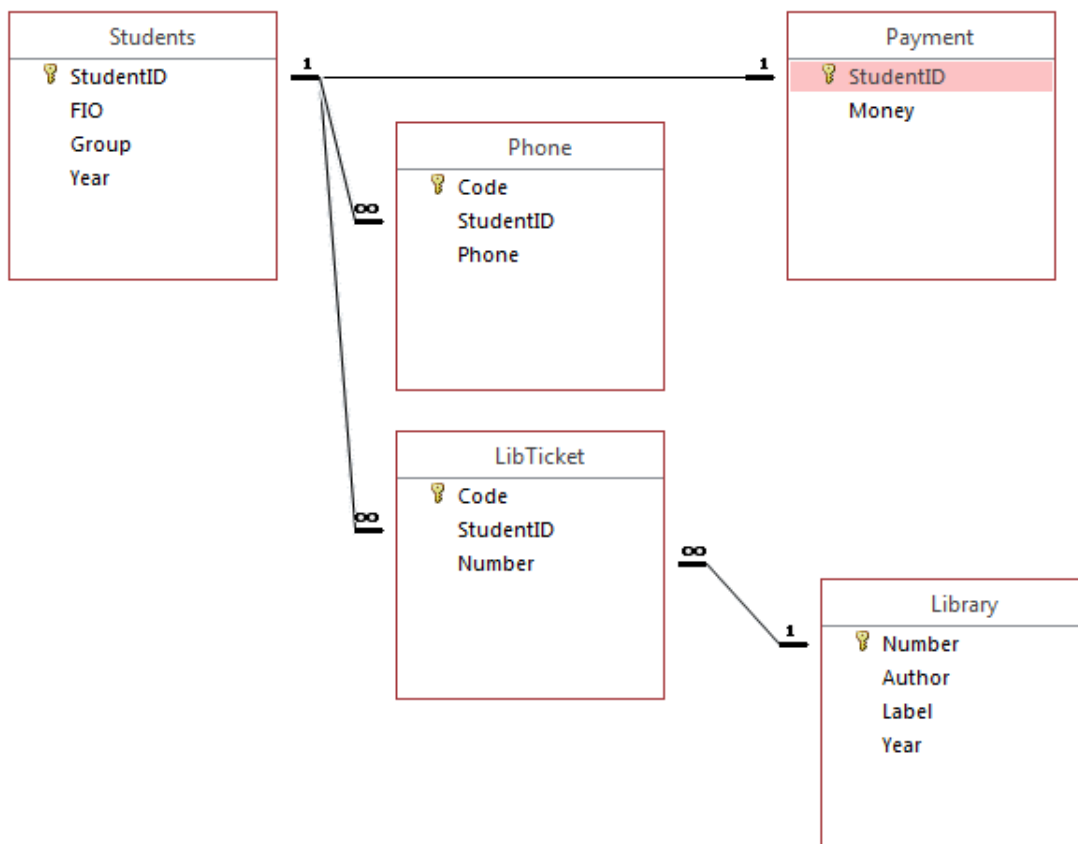 Students
StudentID
FIO
Group
Year
1
1
Payment
StudentID
Money
Phone
Code
StudentID
Phone
∞
LibTicket
Code
StudentID
Number
∞
∞
1
Library
Number
Author
Label
Year